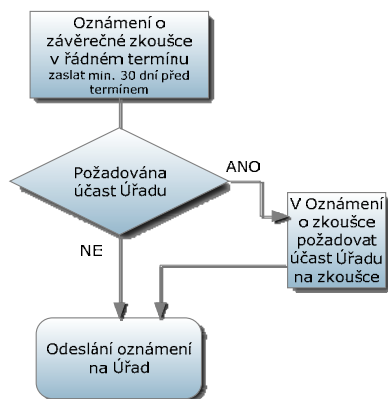 Oznámení o
závěrečné zkoušce
v řádném termínu
zaslat min. 30 dní před
termínem
Požadována
účast Úřadu
ANO
NE
V Oznámení
o zkoušce
požadovat
účast Úřadu
na zkoušce
Odeslání oznámení
na Úřad